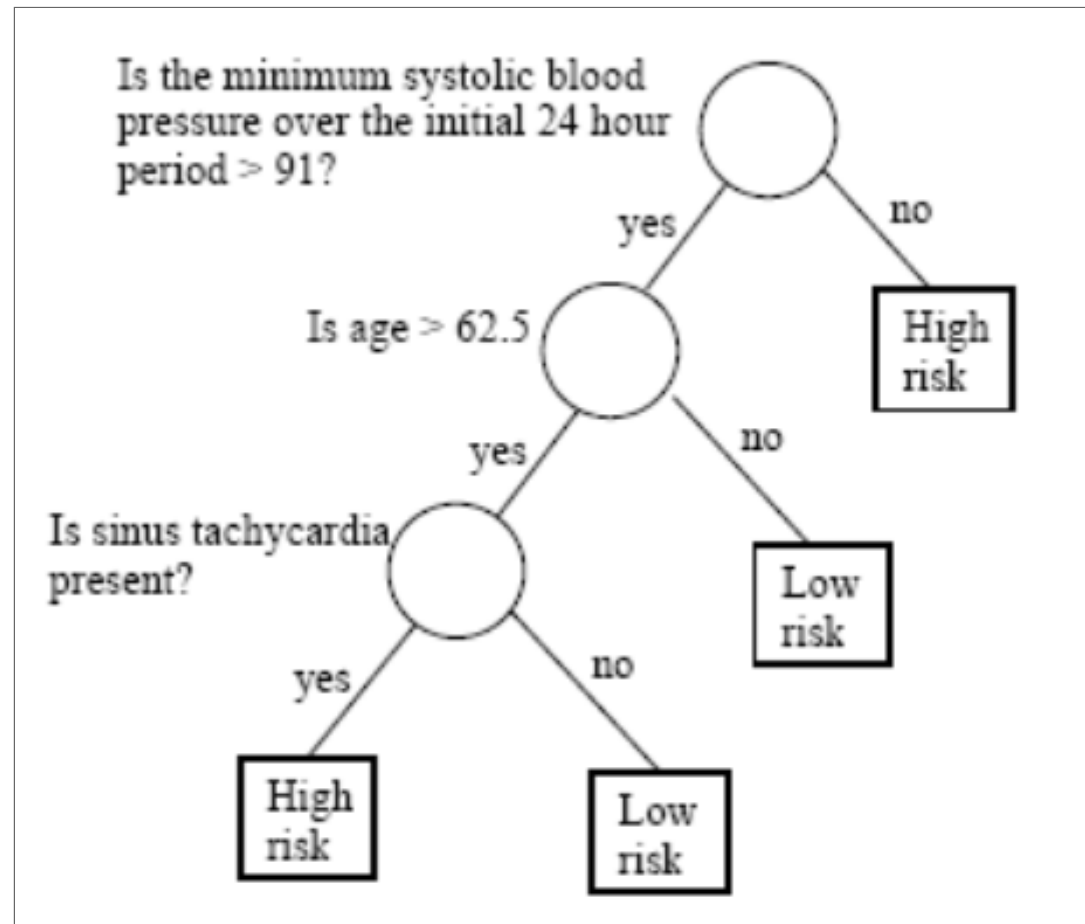 Is the minimum systolic blood
pressure over the initial 24 hour
period > 91?
yes
no
Is age > 62.5
High
risk
yes
no
Is sinus tachycardia
present?
Low
risk
yes
no
High
risk
Low
risk